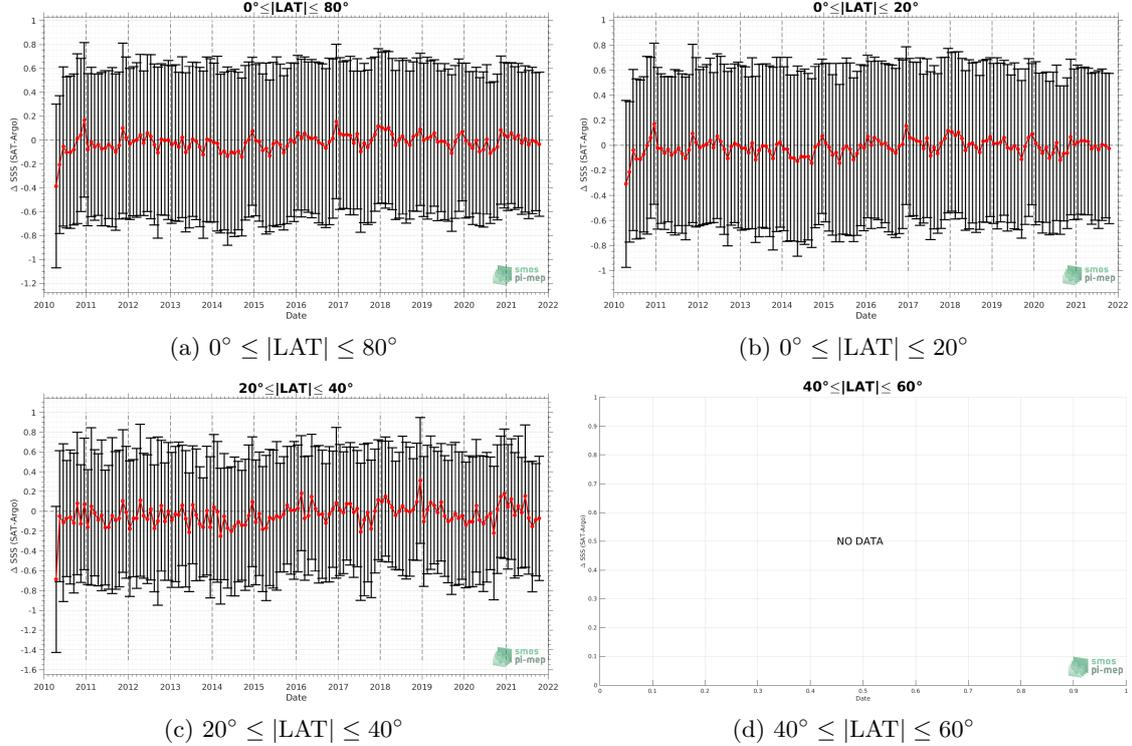 0°≤|LAT|≤ 80°
1
0.8
0.6
0.4
0.2
0
-0.2
-0.4
-0.6
-0.8
-1
-1.2
Δ SSS (SAT-Argo)
2010 2011 2012 2013 2014 2015 2016 2017 2018 2019 2020 2021 2022
Date
smos
pi-mep
(a) 0° ≤ |LAT| ≤ 80°
0°≤|LAT|≤ 20°
1
0.8
0.6
0.4
0.2
0
-0.2
-0.4
-0.6
-0.8
-1
Δ SSS (SAT-Argo)
2010 2011 2012 2013 2014 2015 2016 2017 2018 2019 2020 2021 2022
Date
smos
pi-mep
(b) 0° ≤ |LAT| ≤ 20°
20°≤|LAT|≤ 40°
1
0.8
0.6
0.4
0.2
0
-0.2
-0.4
-0.6
-0.8
-1
-1.2
-1.4
-1.6
Δ SSS (SAT-Argo)
2010 2011 2012 2013 2014 2015 2016 2017 2018 2019 2020 2021 2022
Date
smos
pi-mep
(c) 20° ≤ |LAT| ≤ 40°
40°≤|LAT|≤ 60°
1
0.9
0.8
0.7
0.6
0.5
0.4
0.3
0.2
0.1
0
Δ SSS (SAT-Argo)
NO DATA
0 0.1 0.2 0.3 0.4 0.5 0.6 0.7 0.8 0.9 1
Date
smos
pi-mep
(d) 40° ≤ |LAT| ≤ 60°